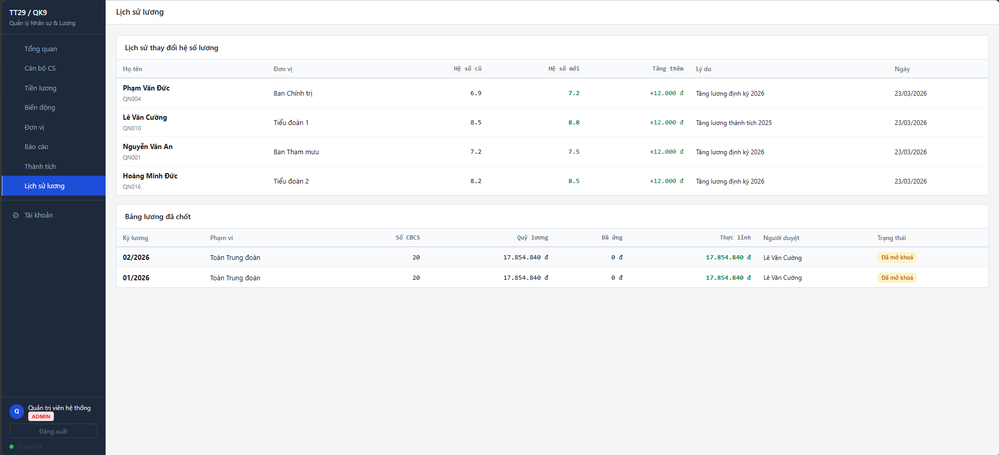 TT29 / QK9
Quản lý Nhân sự & Lương
Tổng quan
Cán bộ CS
Tiền lương
Biến động
Đơn vị
Báo cáo
Thành tích
Lịch sử lương
Tài khoản
Quản trị viên hệ thống
Q
ADMIN
Đăng xuất
Oracle OK
Lịch sử lương
Lịch sử thay đổi hệ số lương
Họ tên Đơn vị Hệ số cũ Hệ số mới Tăng thêm Lý do Ngày
Phạm Văn Đức
QN004
Ban Chính trị 6.9 7.2 +12.000 đ Tăng lương định kỳ 2026 23/03/2026
Lê Văn Cường
QN010
Tiểu đoàn 1 8.5 8.8 +12.000 đ Tăng lương thành tích 2025 23/03/2026
Nguyễn Văn An
QN001
Ban Tham mưu 7.2 7.5 +12.000 đ Tăng lương định kỳ 2026 23/03/2026
Hoàng Minh Đức
QN016
Tiểu đoàn 2 8.2 8.5 +12.000 đ Tăng lương định kỳ 2026 23/03/2026
Bảng lương đã chốt
Kỳ lương Phạm vi Số CBCS Quỹ lương Đã ứng Thực lĩnh Người duyệt Trạng thái
02/2026 Toàn Trung đoàn 20 17.854.840 đ 0 đ 17.854.840 đ Lê Văn Cường Đã mở khoá
01/2026 Toàn Trung đoàn 20 17.854.840 đ 0 đ 17.854.840 đ Lê Văn Cường Đã mở khoá